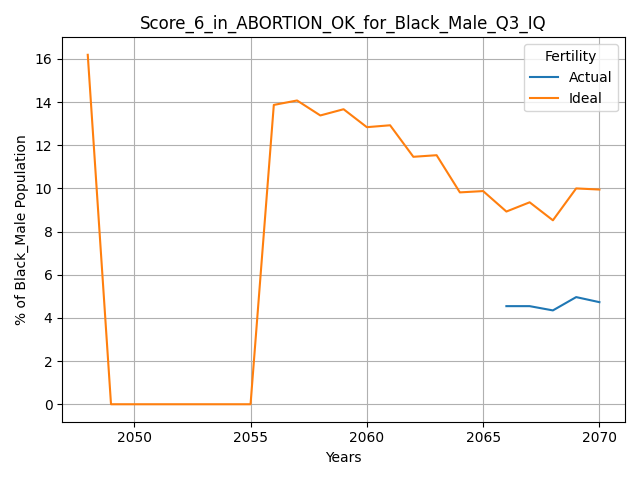 Score_6_in_ABORTION_OK_for_Black_Male_Q3_IQ
Fertility
Actual
Ideal
% of Black_Male Population
16
14
12
10
8
6
4
2
0
2050
2055
2060
2065
2070
Years